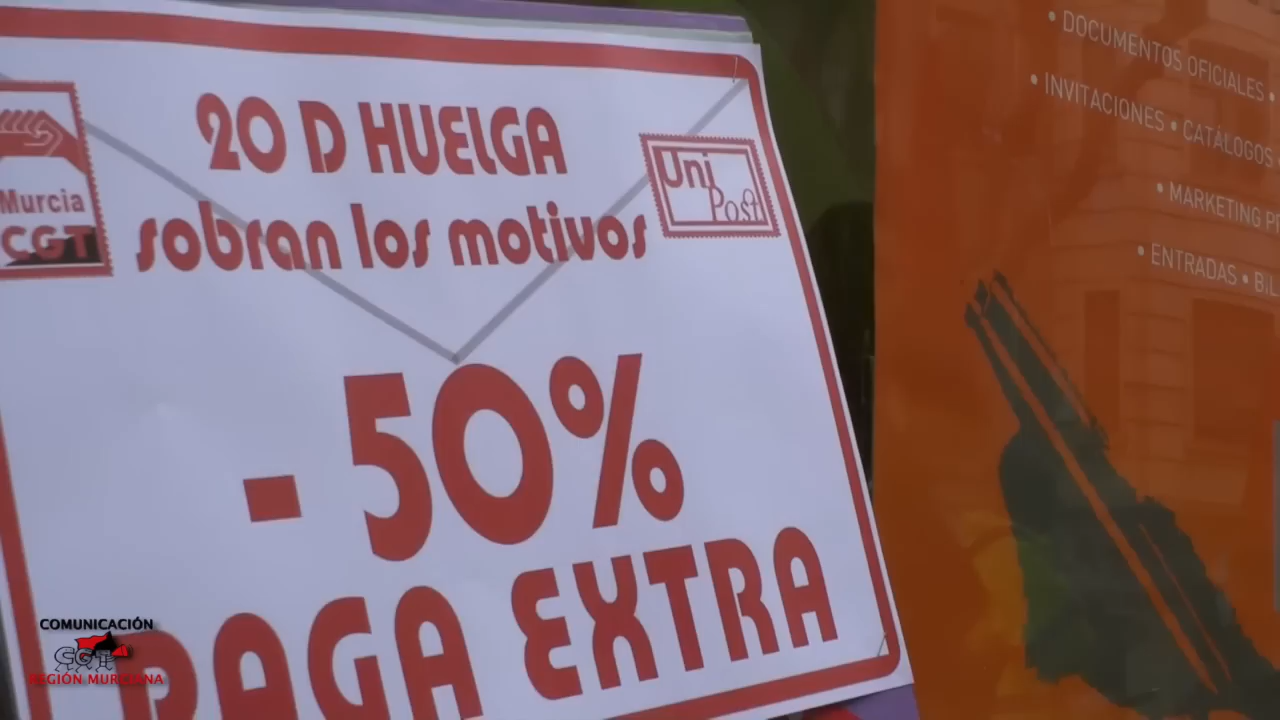 20 D HUELGA
sobran los motivos
Murcia
CGT
Uni
Post
- 50%
PAGA EXTRA
• DOCUMENTOS OFICIALES •
• INVITACIONES • CATÁLOGOS
• MARKETING
• ENTRADAS •
COMUNICACIÓN
CGT
REGIÓN MURCIANA